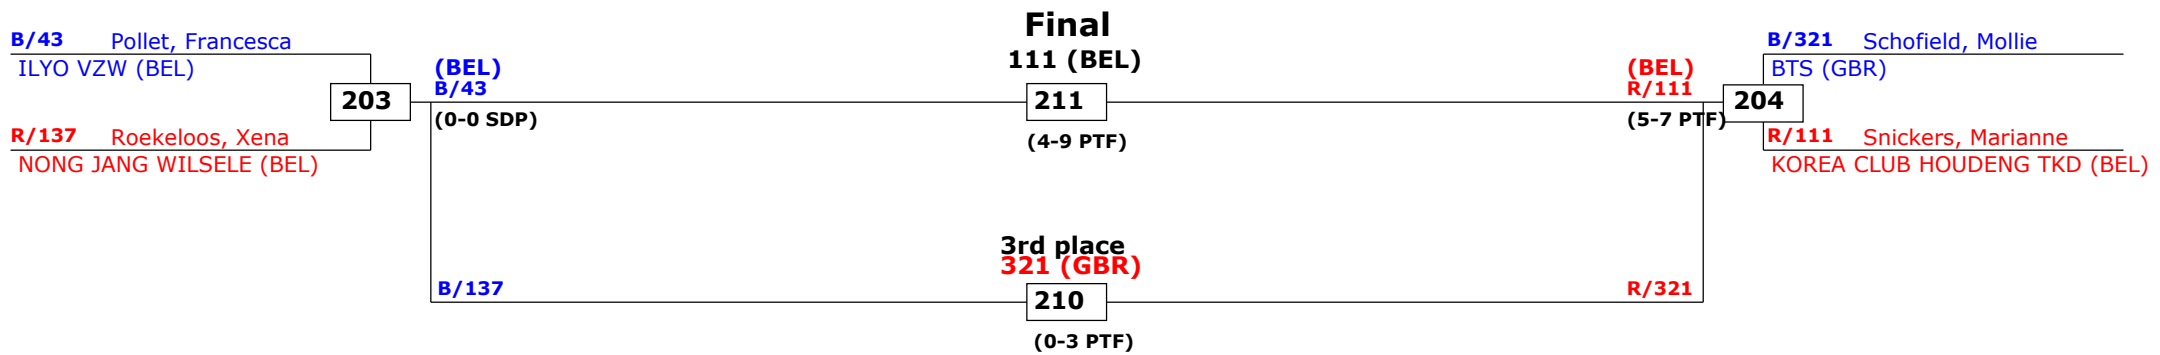 Final
111 (BEL)
B/43 Pollet, Francesca
ILYO VZW (BEL)
203
R/137 Roekeloos, Xena
NONG JANG WILSELE (BEL)
(BEL)
B/43
(0-0 SDP)
211
(4-9 PTF)
(BEL)
R/111
(5-7 PTF)
B/321 Schofield, Mollie
BTS (GBR)
204
R/111 Snickers, Marianne
KOREA CLUB HOUDENG TKD (BEL)
3rd place
321 (GBR)
B/137
210
R/321
(0-3 PTF)